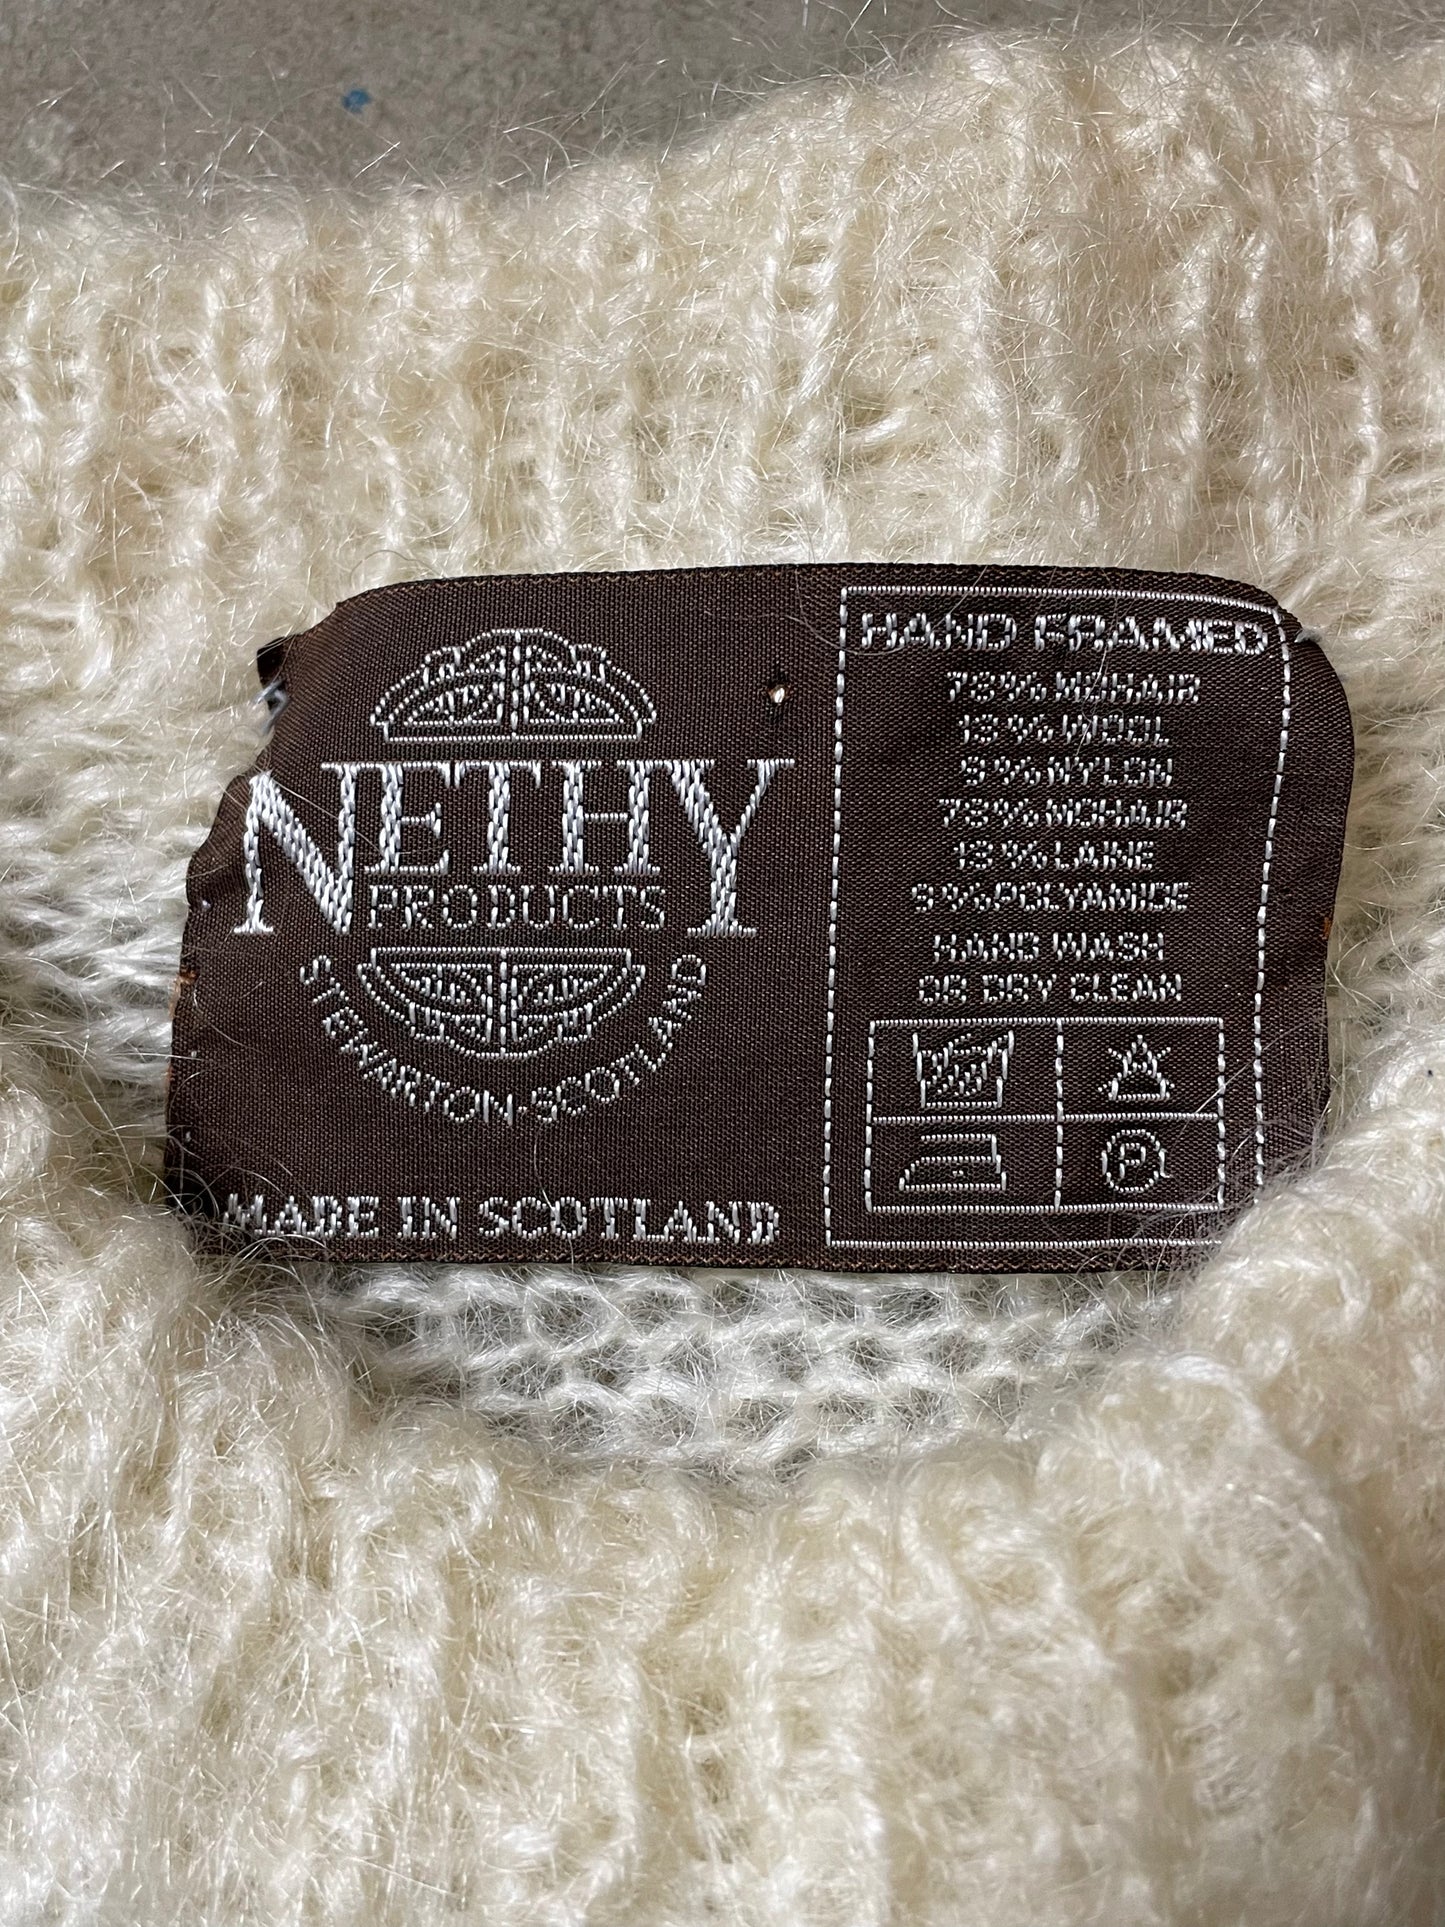 NETHY
PRODUCTS
STEWARTON-SCOTLAND
MADE IN SCOTLAND
HAND FRAMED
78% MOHAIR
13% WOOL
9% NYLON
78% MOHAIR
13% LAINE
9% POLYAMIDE
HAND WASH
OR DRY CLEAN
P